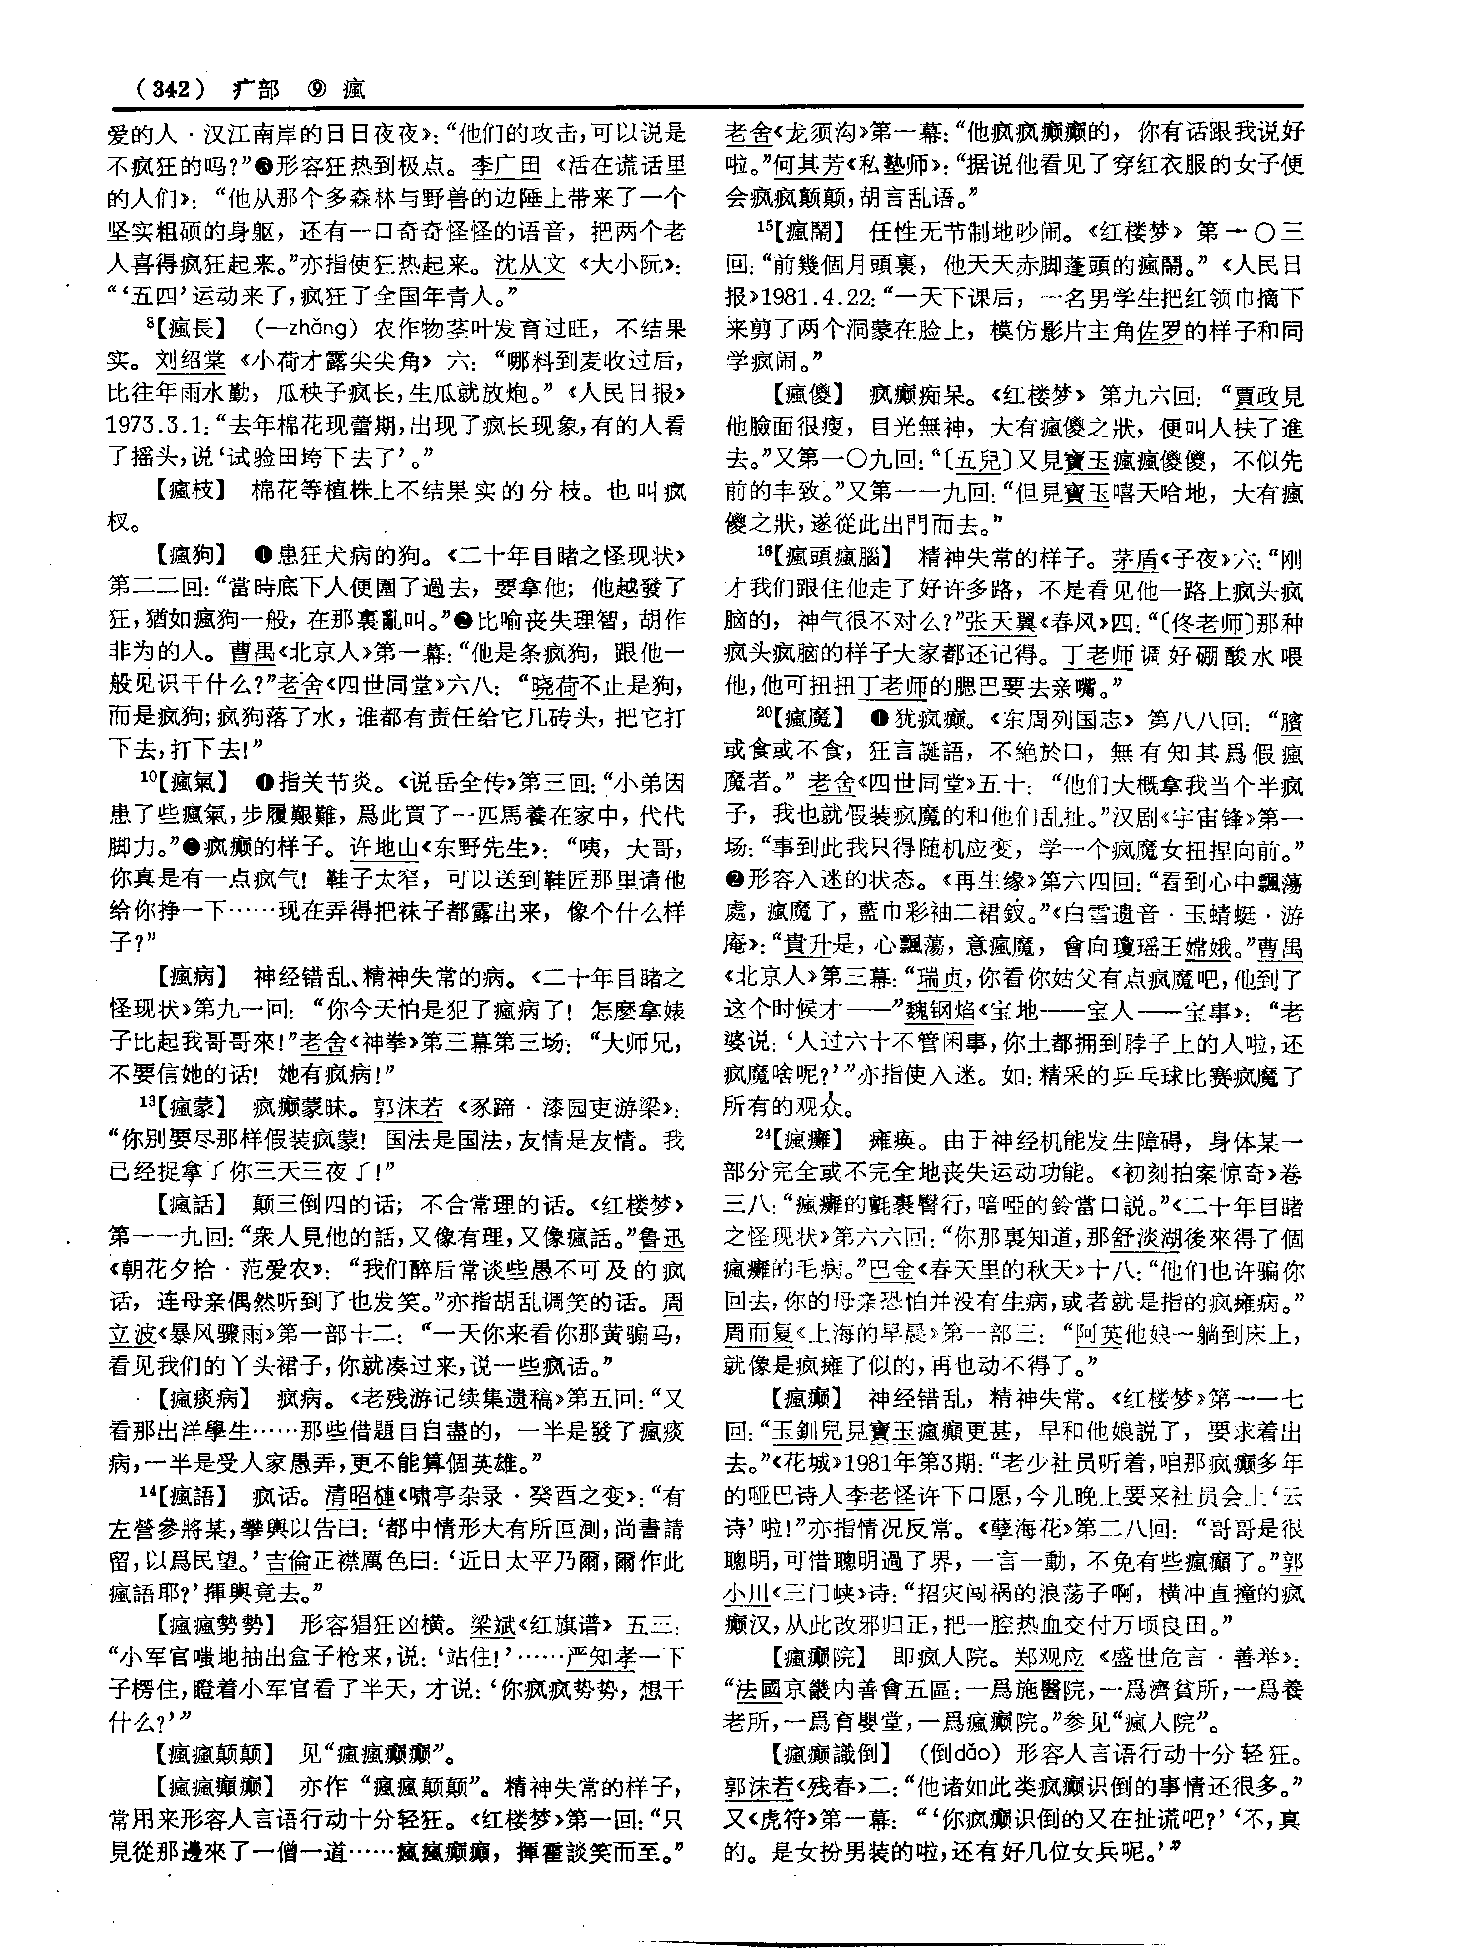 （342） 疒部 ⑨ 瘋
爱的人·汉江南岸的日日夜夜》：“他们的攻击，可以说是
不疯狂的吗？”❸形容狂热到极点。李广田《活在谎话里
的人们》：“他从那个多森林与野兽的边陲上带来了一个
坚实粗硕的身躯，还有一口奇奇怪怪的语音，把两个老
人喜得疯狂起来。”亦指使狂热起来。沈从文《大小阮》：
“‘五四’运动来了，疯狂了全国年青人。”
⁸【瘋長】（—zhǎng）农作物茎叶发育过旺，不结果
实。刘绍棠《小荷才露尖尖角》六：“哪料到麦收过后，
比往年雨水勤，瓜秧子疯长，生瓜就放炮。”《人民日报》
1973.3.1：“去年棉花现蕾期，出现了疯长现象，有的人看
了摇头，说‘试验田垮下去了’。”
【瘋枝】 棉花等植株上不结果实的分枝。也叫疯
杈。
【瘋狗】 ❶患狂犬病的狗。《二十年目睹之怪现状》
第二二回：“當時底下人便圍了過去，要拿他；他越發了
狂，猶如瘋狗一般，在那裏亂叫。”❷比喻丧失理智，胡作
非为的人。曹禺《北京人》第一幕：“他是条疯狗，跟他一
般见识干什么？”老舍《四世同堂》六八：“晓荷不止是狗，
而是疯狗；疯狗落了水，谁都有责任给它几砖头，把它打
下去，打下去！”
¹⁰【瘋氣】 ❶指关节炎。《说岳全传》第三回：“小弟因
患了些瘋氣，步履艱難，爲此買了一匹馬養在家中，代代
脚力。”❷疯癫的样子。许地山《东野先生》：“咦，大哥，
你真是有一点疯气！鞋子太窄，可以送到鞋匠那里请他
给你挣一下……现在弄得把袜子都露出来，像个什么样
子？”
【瘋病】 神经错乱、精神失常的病。《二十年目睹之
怪现状》第九一回：“你今天怕是犯了瘋病了！怎麽拿婊
子比起我哥哥來！”老舍《神拳》第三幕第三场：“大师兄，
不要信她的话！她有疯病！”
¹³【瘋蒙】 疯癫蒙昧。郭沫若《豕蹄·漆园吏游梁》：
“你别要尽那样假装疯蒙！国法是国法，友情是友情。我
已经捉拿了你三天三夜了！”
【瘋話】 颠三倒四的话；不合常理的话。《红楼梦》
第一一九回：“衆人見他的話，又像有理，又像瘋話。”鲁迅
《朝花夕拾·范爱农》：“我们醉后常谈些愚不可及的疯
话，连母亲偶然听到了也发笑。”亦指胡乱调笑的话。周
立波《暴风骤雨》第一部十二：“一天你来看你那黄骟马，
看见我们的丫头裙子，你就凑过来，说一些疯话。”
【瘋痰病】 疯病。《老残游记续集遗稿》第五回：“又
看那出洋學生……那些借題目自盡的，一半是發了瘋痰
病，一半是受人家愚弄，更不能算個英雄。”
¹⁴【瘋語】 疯话。清昭槤《啸亭杂录·癸酉之变》：“有
左營參將某，攀輿以告曰：‘都中情形大有所叵測，尚書請
留，以爲民望。’吉倫正襟厲色曰：‘近日太平乃爾，爾作此
瘋語耶？’揮輿竟去。”
【瘋瘋勢勢】 形容猖狂凶横。梁斌《红旗谱》五三：
“小军官嗤地抽出盒子枪来，说：‘站住！’……严知孝一下
子楞住，瞪着小军官看了半天，才说：‘你疯疯势势，想干
什么？’”
【瘋瘋颠颠】 见“瘋瘋癲癲”。
【瘋瘋癲癲】 亦作“瘋瘋颠颠”。精神失常的样子，
常用来形容人言语行动十分轻狂。《红楼梦》第一回：“只
見從那邊來了一僧一道……瘋瘋癲癲，揮霍談笑而至。”
老舍《龙须沟》第一幕：“他疯疯癫癫的，你有话跟我说好
啦。”何其芳《私塾师》：“据说他看见了穿红衣服的女子便
会疯疯颠颠，胡言乱语。”
¹⁵【瘋鬧】 任性无节制地吵闹。《红楼梦》第一〇三
回：“前幾個月頭裏，他天天赤脚蓬頭的瘋鬧。”《人民日
报》1981.4.22：“一天下课后，一名男学生把红领巾摘下
来剪了两个洞蒙在脸上，模仿影片主角佐罗的样子和同
学疯闹。”
【瘋傻】 疯癫痴呆。《红楼梦》第九六回：“賈政見
他臉面很瘦，目光無神，大有瘋傻之狀，便叫人扶了進
去。”又第一〇九回：“〔五兒〕又見寶玉瘋瘋傻傻，不似先
前的丰致。”又第一一九回：“但見寶玉嘻天哈地，大有瘋
傻之狀，遂從此出門而去。”
¹⁶【瘋頭瘋腦】 精神失常的样子。茅盾《子夜》六：“刚
才我们跟住他走了好许多路，不是看见他一路上疯头疯
脑的，神气很不对么？”张天翼《春风》四：“〔佟老师〕那种
疯头疯脑的样子大家都还记得。丁老师调好硼酸水喂
他，他可扭扭丁老师的腮巴要去亲嘴。”
²⁰【瘋魔】 ❶犹疯癫。《东周列国志》第八八回：“臏
或食或不食，狂言誕語，不絶於口，無有知其爲假瘋
魔者。”老舍《四世同堂》五十：“他们大概拿我当个半疯
子，我也就假装疯魔的和他们乱扯。”汉剧《宇宙锋》第一
场：“事到此我只得随机应变，学一个疯魔女扭捏向前。”
❷形容入迷的状态。《再生缘》第六四回：“看到心中飄蕩
處，瘋魔了，藍巾彩袖二裙釵。”《白雪遗音·玉蜻蜓·游
庵》：“貴升是，心飄蕩，意瘋魔，會向瓊瑶王嫦娥。”曹禺
《北京人》第三幕：“瑞贞，你看你姑父有点疯魔吧，他到了
这个时候才——”魏钢焰《宝地——宝人——宝事》：“老
婆说：‘人过六十不管闲事，你土都拥到脖子上的人啦，还
疯魔啥呢？’”亦指使入迷。如：精采的乒乓球比赛疯魔了
所有的观众。
²⁴【瘋癱】 瘫痪。由于神经机能发生障碍，身体某一
部分完全或不完全地丧失运动功能。《初刻拍案惊奇》卷
三八：“瘋癱的氈裹臀行，喑啞的鈴當口説。”《二十年目睹
之怪现状》第六六回：“你那裏知道，那舒淡湖後來得了個
瘋癱的毛病。”巴金《春天里的秋天》十八：“他们也许骗你
回去，你的母亲恐怕并没有生病，或者就是指的疯瘫病。”
周而复《上海的早晨》第一部三：“阿英他娘一躺到床上，
就像是疯瘫了似的，再也动不得了。”
【瘋癲】 神经错乱，精神失常。《红楼梦》第一一七
回：“玉釧兒見寶玉瘋癲更甚，早和他娘説了，要求着出
去。”《花城》1981年第3期：“老少社员听着，咱那疯癫多年
的哑巴诗人李老怪许下口愿，今儿晚上要来社员会上‘云
诗’啦！”亦指情况反常。《孽海花》第二八回：“哥哥是很
聰明，可惜聰明過了界，一言一動，不免有些瘋癲了。”郭
小川《三门峡》诗：“招灾闯祸的浪荡子啊，横冲直撞的疯
癫汉，从此改邪归正，把一腔热血交付万顷良田。”
【瘋癲院】 即疯人院。郑观应《盛世危言·善举》：
“法國京畿内善會五區：一爲施醫院，一爲濟貧所，一爲養
老所，一爲育嬰堂，一爲瘋癲院。”参见“瘋人院”。
【瘋癲識倒】（倒dǎo）形容人言语行动十分轻狂。
郭沫若《残春》二：“他诸如此类疯癫识倒的事情还很多。”
又《虎符》第一幕：“‘你疯癫识倒的又在扯谎吧？’‘不，真
的。是女扮男装的啦，还有好几位女兵呢。’”